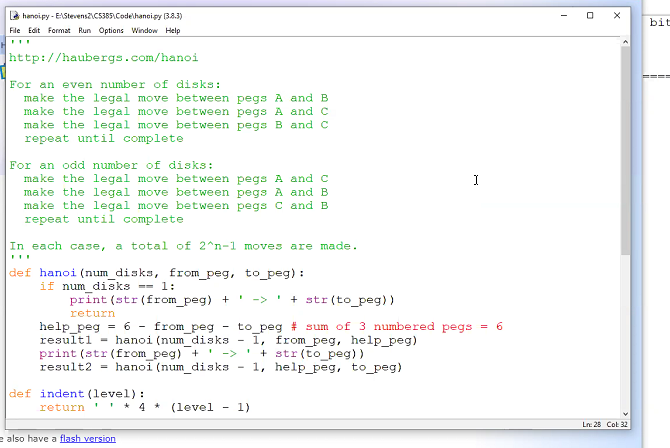 hanoi.py - E:\Stevens2\CS385\Code\hanoi.py (3.8.3)
File Edit Format Run Options Window Help
'''
http://haubergs.com/hanoi
For an even number of disks:
make the legal move between pegs A and B
make the legal move between pegs A and C
make the legal move between pegs B and C
repeat until complete
For an odd number of disks:
make the legal move between pegs A and C
make the legal move between pegs A and B
make the legal move between pegs C and B
repeat until complete
In each case, a total of 2^n-1 moves are made.
'''
def hanoi(num_disks, from_peg, to_peg):
if num_disks == 1:
print(str(from_peg) + ' -> ' + str(to_peg))
return
help_peg = 6 - from_peg - to_peg # sum of 3 numbered pegs = 6
result1 = hanoi(num_disks - 1, from_peg, help_peg)
print(str(from_peg) + ' -> ' + str(to_peg))
result2 = hanoi(num_disks - 1, help_peg, to_peg)
def indent(level):
return ' ' * 4 * (level - 1)
Ln: 28 Col: 32
bit
====
e also have a flash version